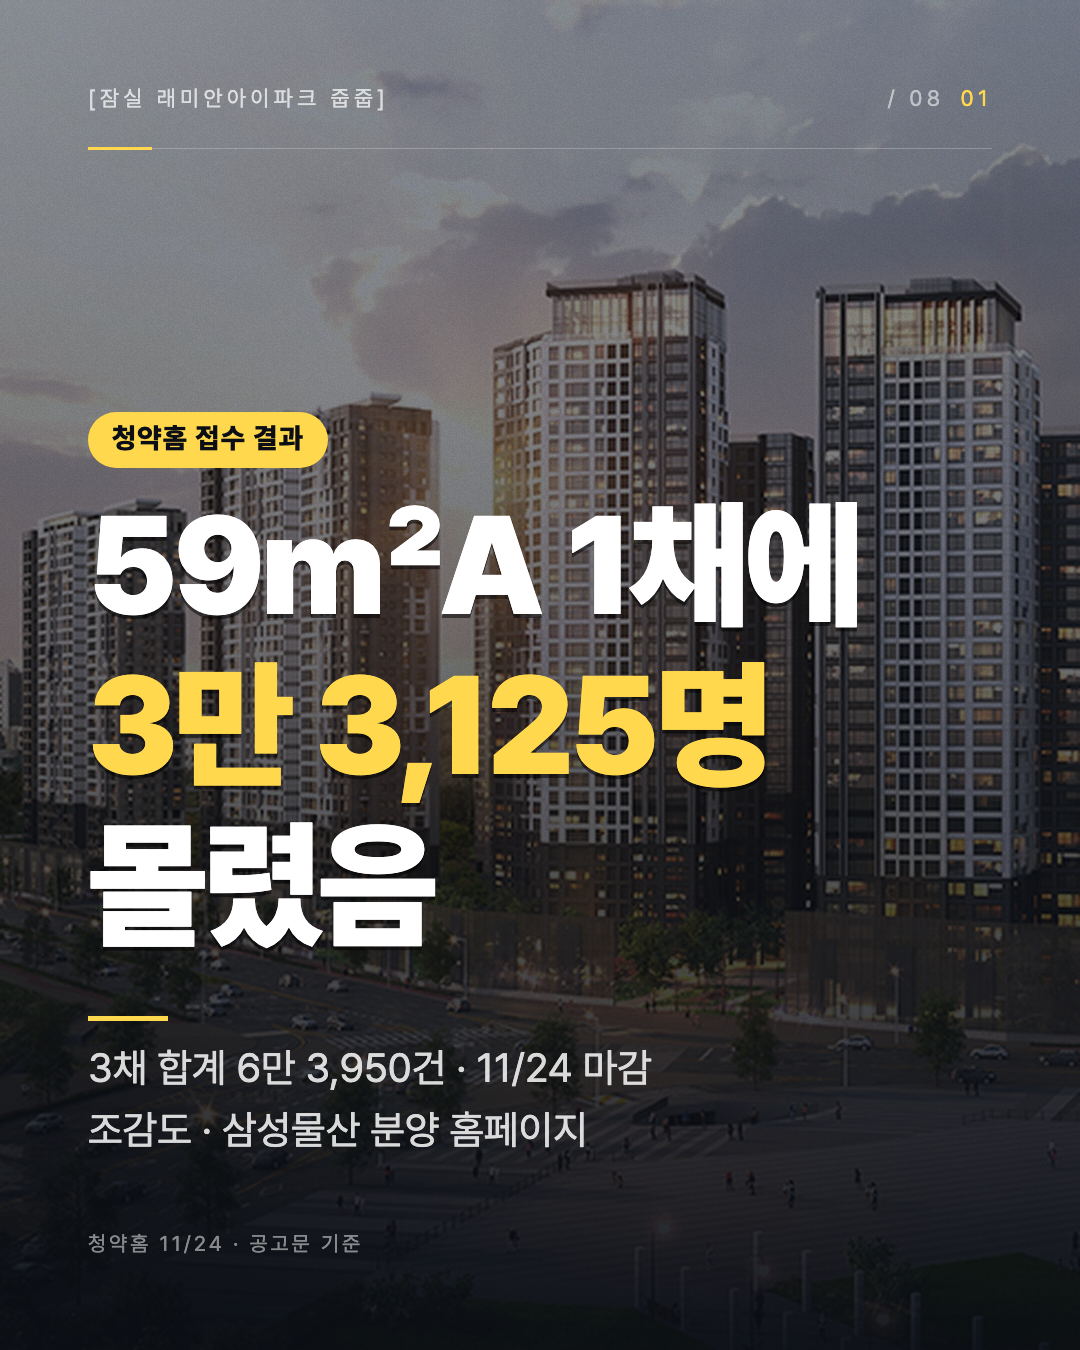 [잠실 래미안아이파크 줍줍]
/ 08 01
청약홈 접수 결과
59m²A 1채에
3만 3,125명
몰렸음
3채 합계 6만 3,950건 · 11/24 마감
조감도 · 삼성물산 분양 홈페이지
청약홈 11/24 · 공고문 기준